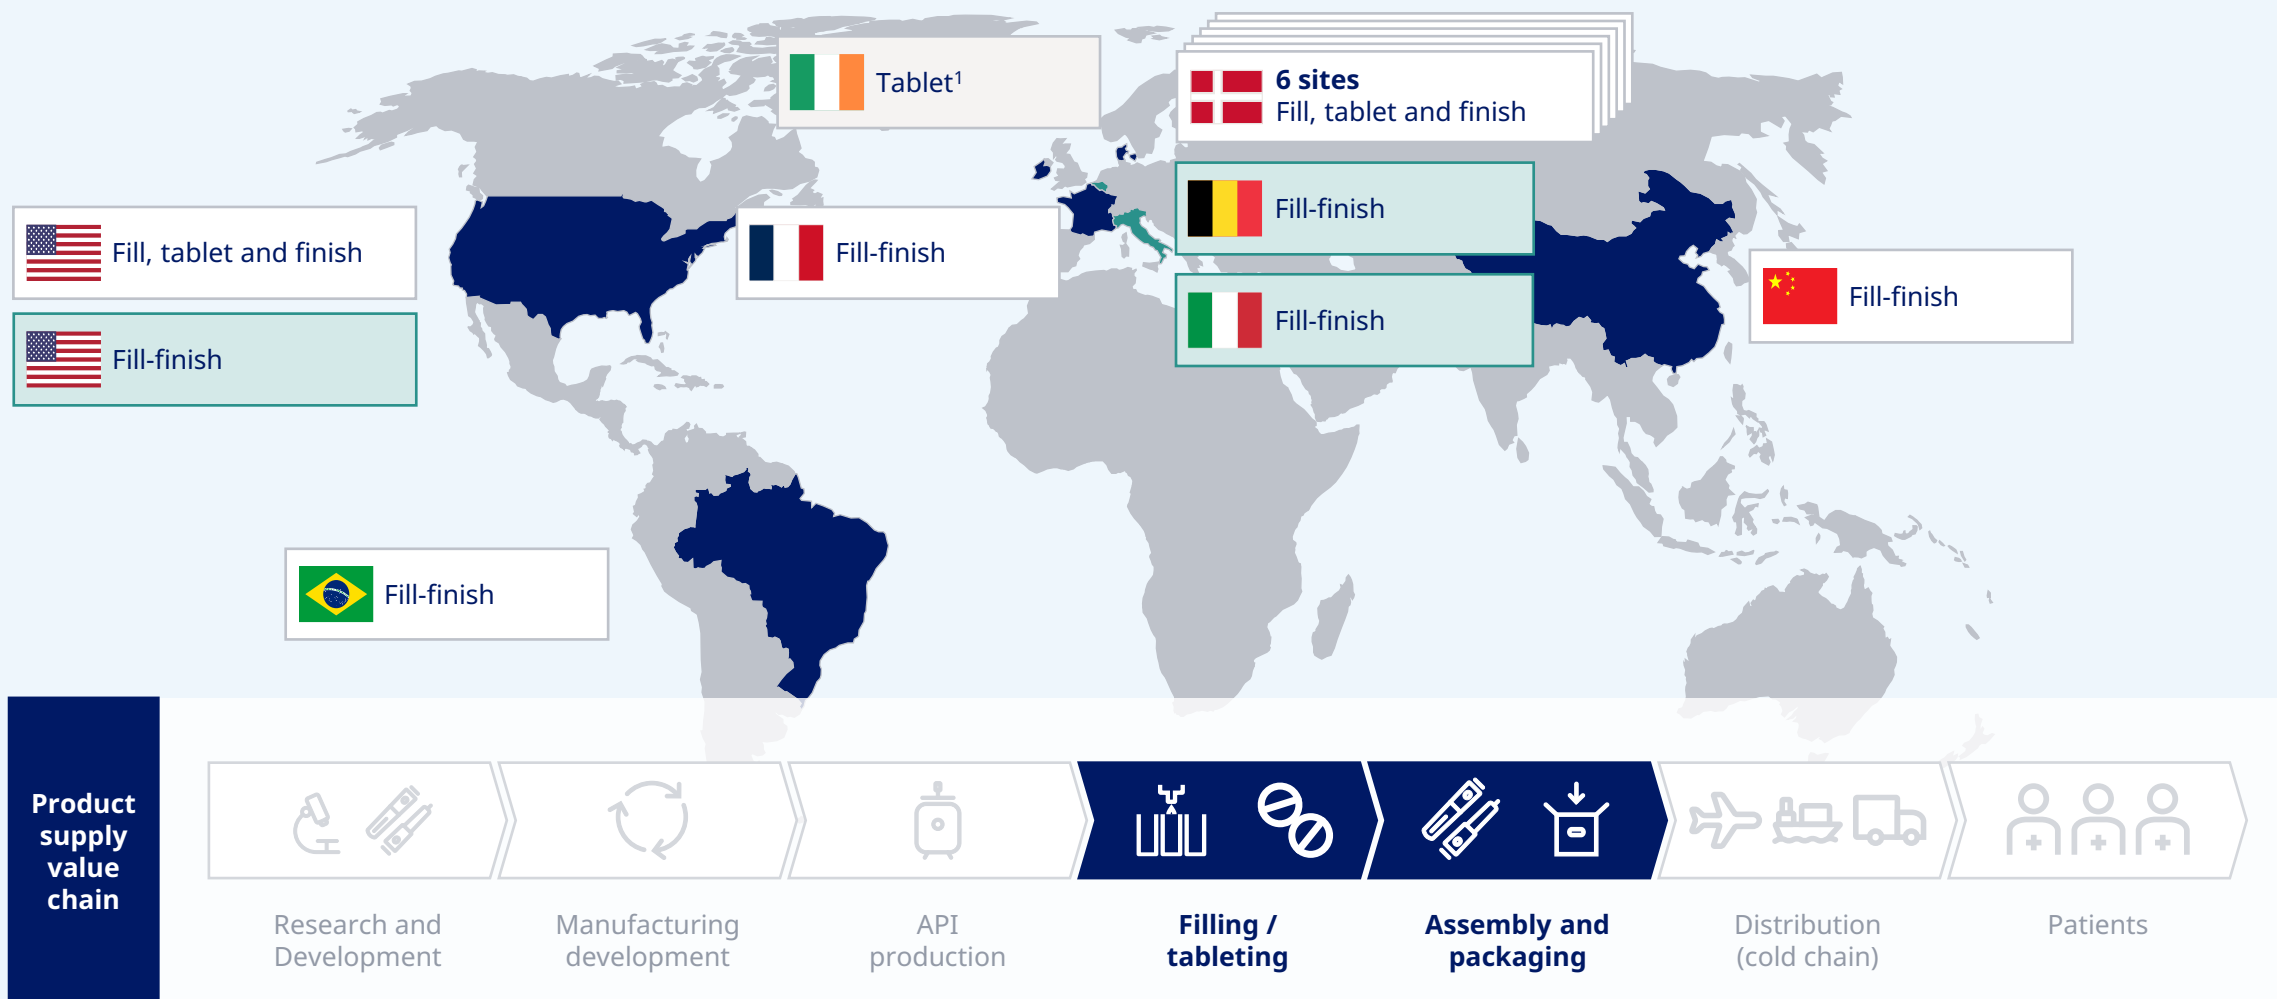 Tablet¹
6 sites
Fill, tablet and finish
Fill-finish
Fill, tablet and finish
Fill-finish
Fill-finish
Fill-finish
Fill-finish
Fill-finish
Fill-finish
Product
supply
value
chain
Research and
Development
Manufacturing
development
API
production
Filling /
tableting
Assembly and
packaging
Distribution
(cold chain)
Patients